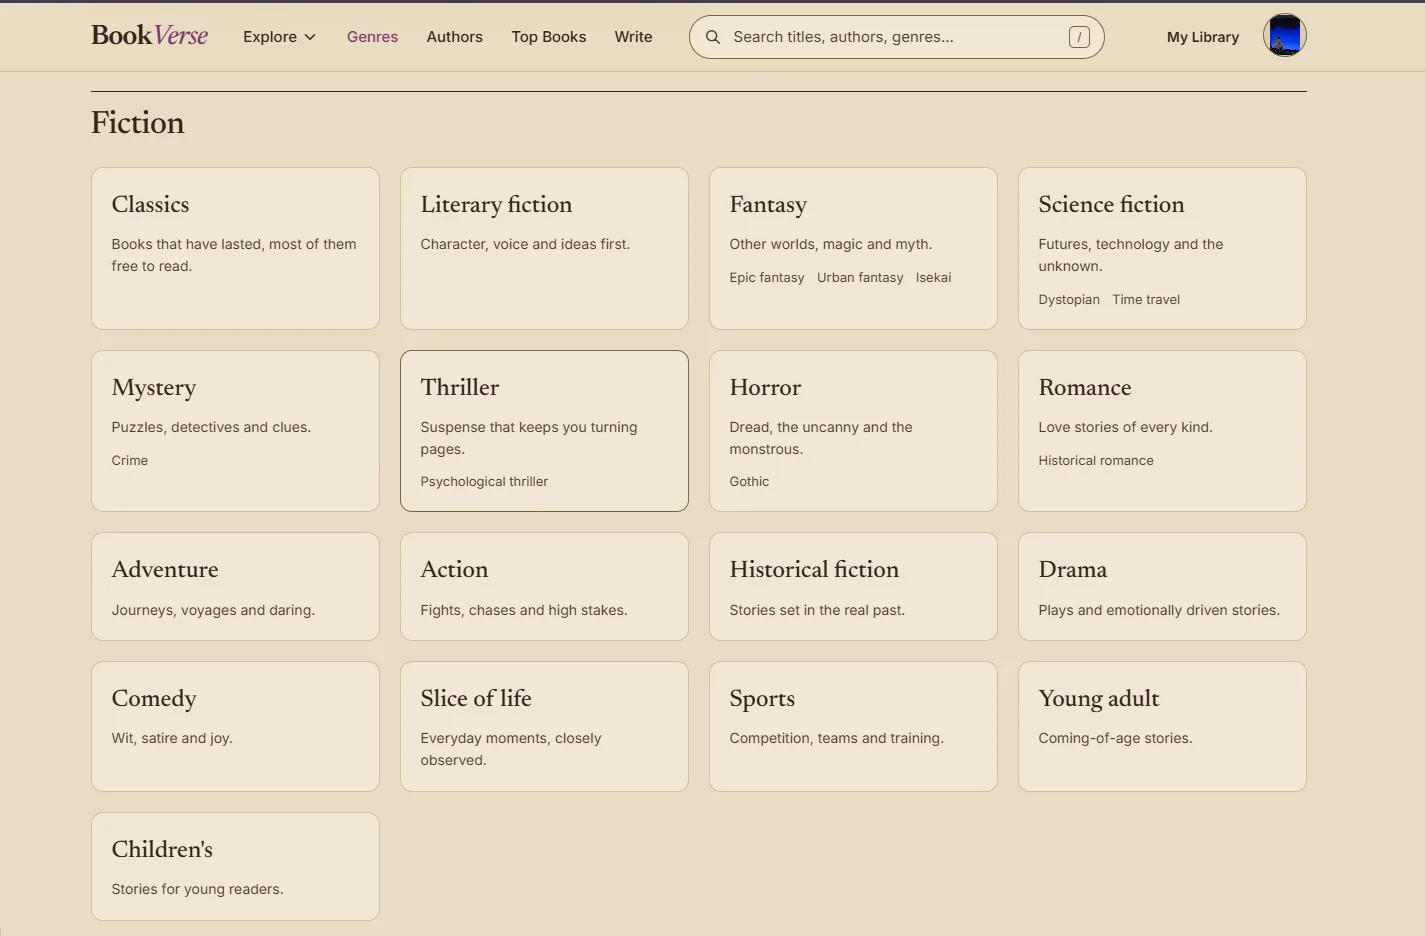 BookVerse Explore Genres Authors Top Books Write Search titles, authors, genres... / My Library
Fiction
Classics
Books that have lasted, most of them
free to read.
Literary fiction
Character, voice and ideas first.
Fantasy
Other worlds, magic and myth.
Epic fantasy Urban fantasy Isekai
Science fiction
Futures, technology and the
unknown.
Dystopian Time travel
Mystery
Puzzles, detectives and clues.
Crime
Thriller
Suspense that keeps you turning
pages.
Psychological thriller
Horror
Dread, the uncanny and the
monstrous.
Gothic
Romance
Love stories of every kind.
Historical romance
Adventure
Journeys, voyages and daring.
Action
Fights, chases and high stakes.
Historical fiction
Stories set in the real past.
Drama
Plays and emotionally driven stories.
Comedy
Wit, satire and joy.
Slice of life
Everyday moments, closely
observed.
Sports
Competition, teams and training.
Young adult
Coming-of-age stories.
Children's
Stories for young readers.